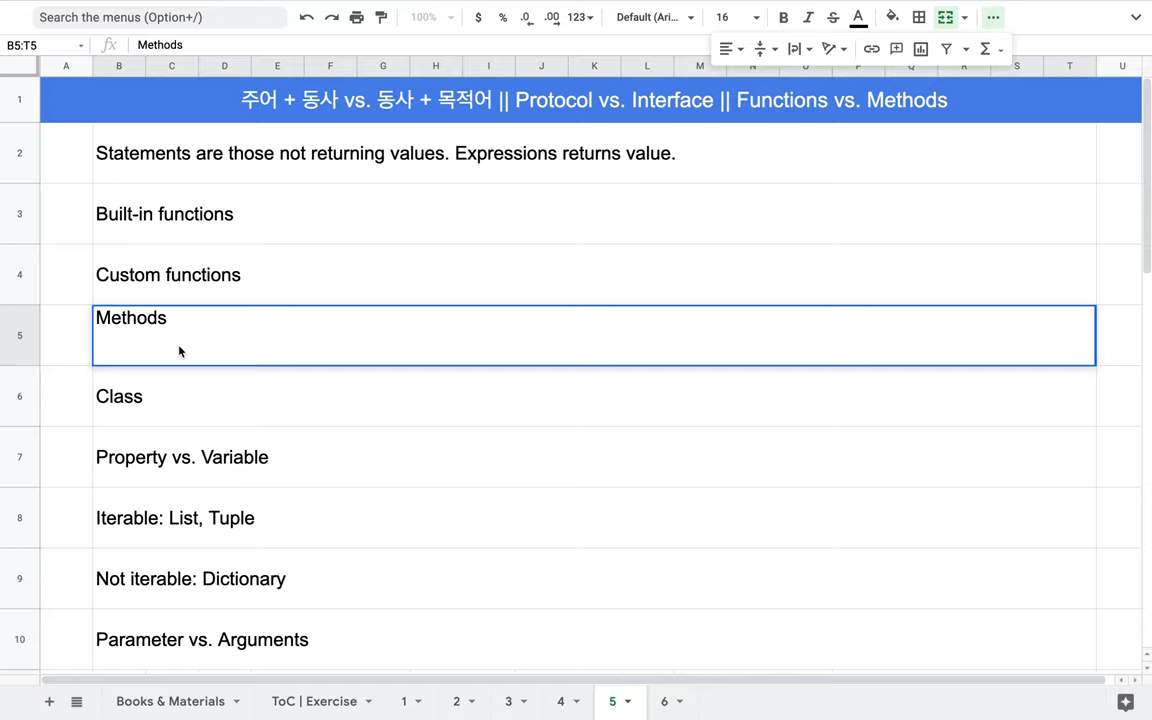 Search the menus (Option+/)
100%
$
%
.0
.00
123
Default (Ari...
16
B
I
S
A
B5:T5
fx
Methods
Σ
A B C D E F G H I J K L M S T U
1
주어 + 동사 vs. 동사 + 목적어 || Protocol vs. Interface || Functions vs. Methods
2
Statements are those not returning values. Expressions returns value.
3
Built-in functions
4
Custom functions
5
Methods
6
Class
7
Property vs. Variable
8
Iterable: List, Tuple
9
Not iterable: Dictionary
10
Parameter vs. Arguments
Books & Materials
ToC | Exercise
1
2
3
4
5
6